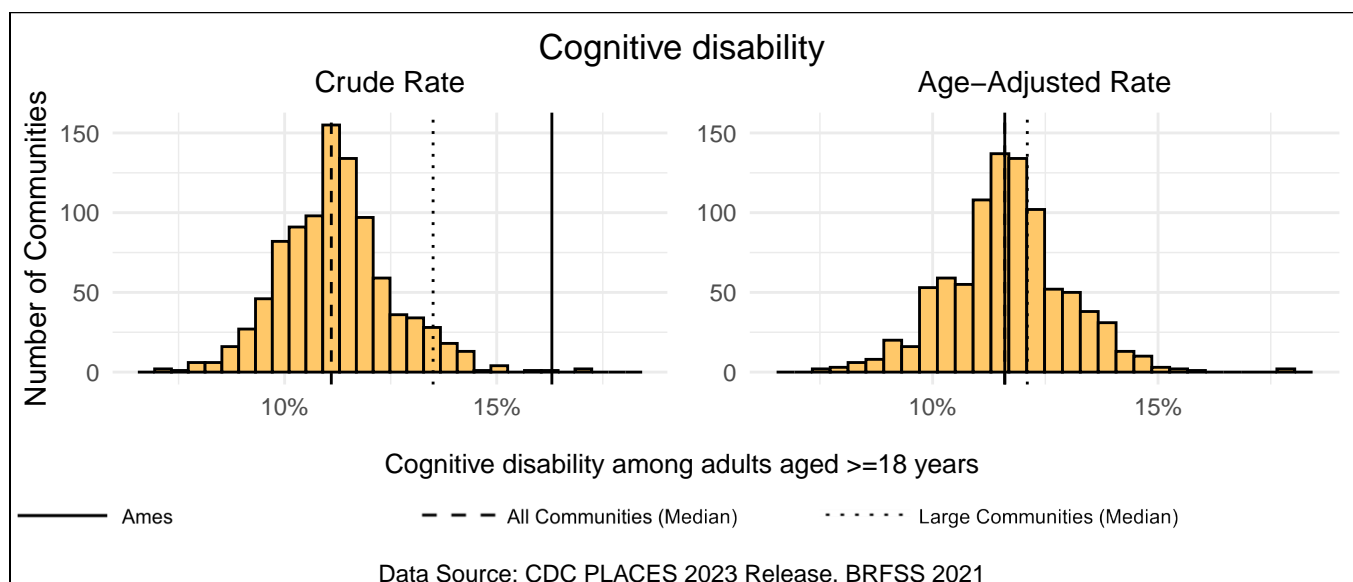 Cognitive disability
Crude Rate
Age−Adjusted Rate
Number of Communities
150
100
50
0
10%
15%
150
100
50
0
10%
15%
Cognitive disability among adults aged >=18 years
Ames
All Communities (Median)
Large Communities (Median)
Data Source: CDC PLACES 2023 Release, BRFSS 2021